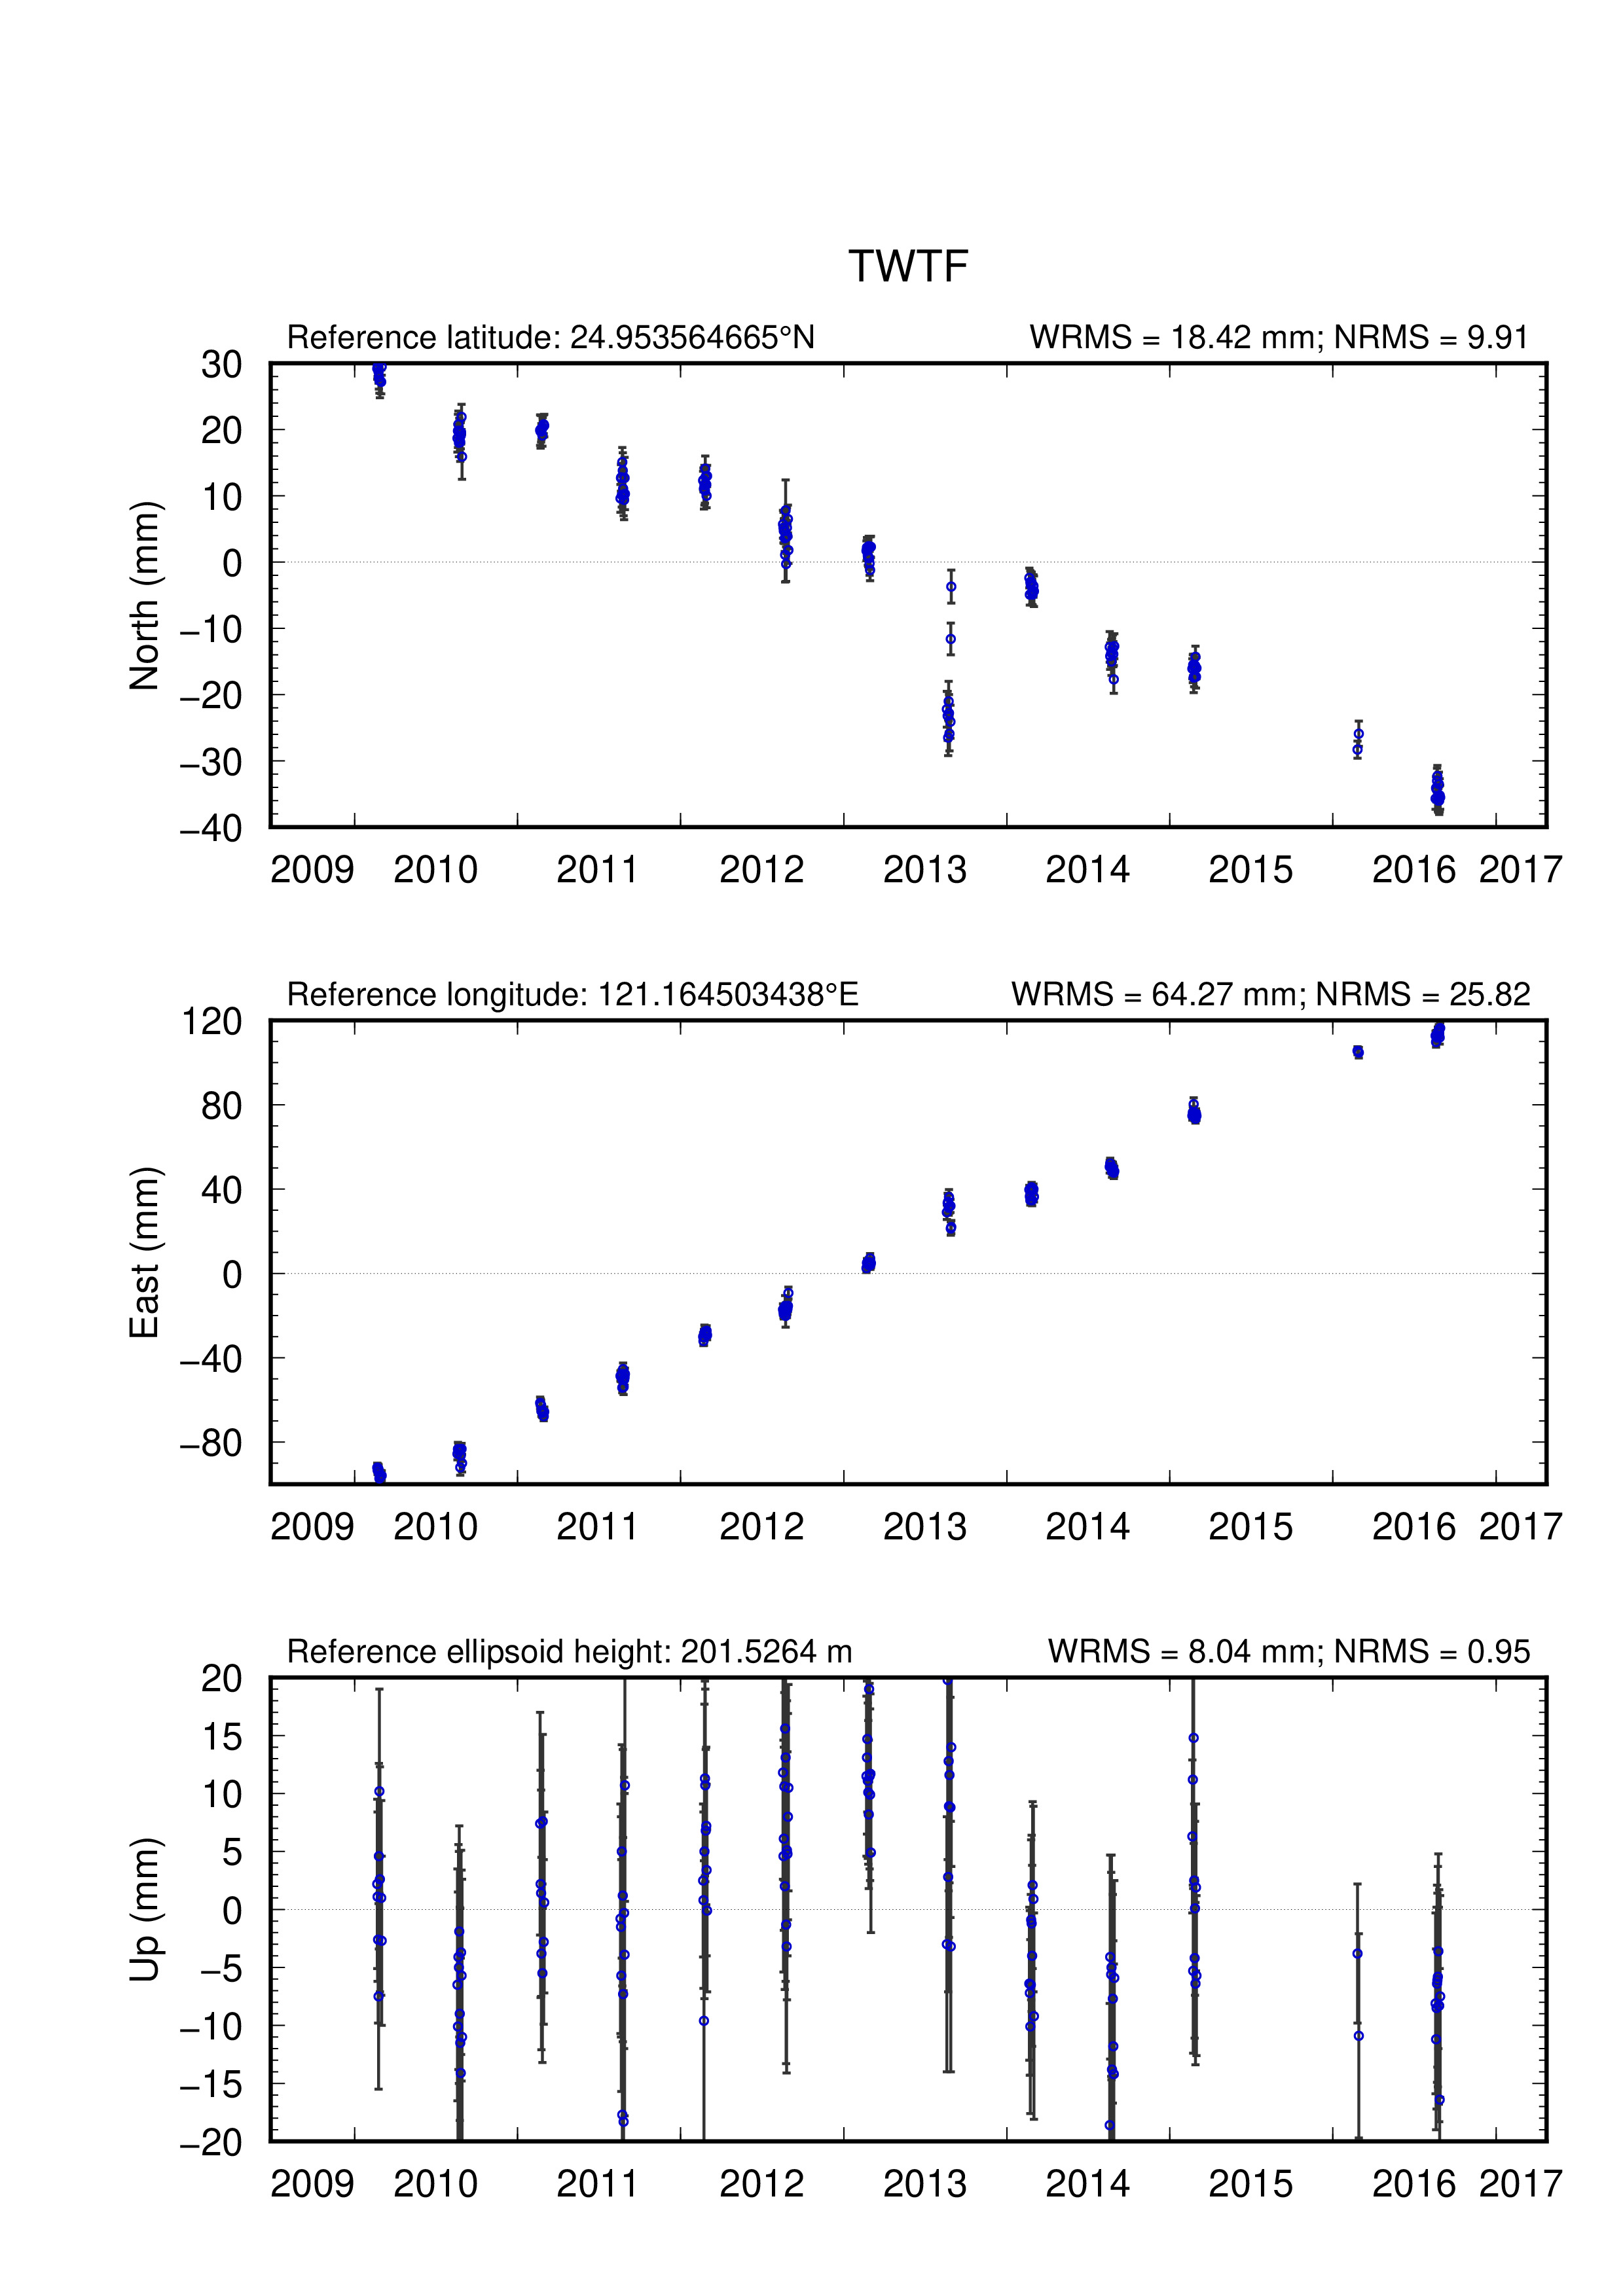 TWTF
Reference latitude: 24.953564665°N WRMS = 18.42 mm; NRMS = 9.91
30
20
10
0
−10
−20
−30
−40
North (mm)
2009 2010 2011 2012 2013 2014 2015 2016 2017
Reference longitude: 121.164503438°E WRMS = 64.27 mm; NRMS = 25.82
120
80
40
0
−40
−80
East (mm)
2009 2010 2011 2012 2013 2014 2015 2016 2017
Reference ellipsoid height: 201.5264 m WRMS = 8.04 mm; NRMS = 0.95
20
15
10
5
0
−5
−10
−15
−20
Up (mm)
2009 2010 2011 2012 2013 2014 2015 2016 2017